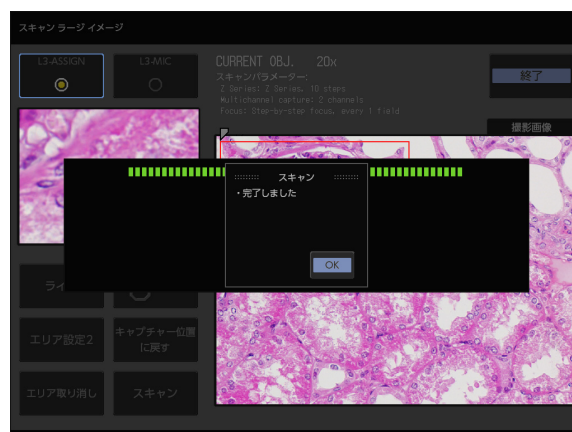 スキャン ラージ イメージ
L3-ASSIGN
L3-MIC
CURRENT OBJ. 20x
スキャンパラメーター:
Z Series: Z Series, 10 steps
Multichannel capture: 2 channels
Focus: Step-by-step focus, every 1 field
終了
撮影画像
スキャン
・完了しました
OK
エリア設定2
キャプチャー位置
に戻す
エリア取り消し
スキャン